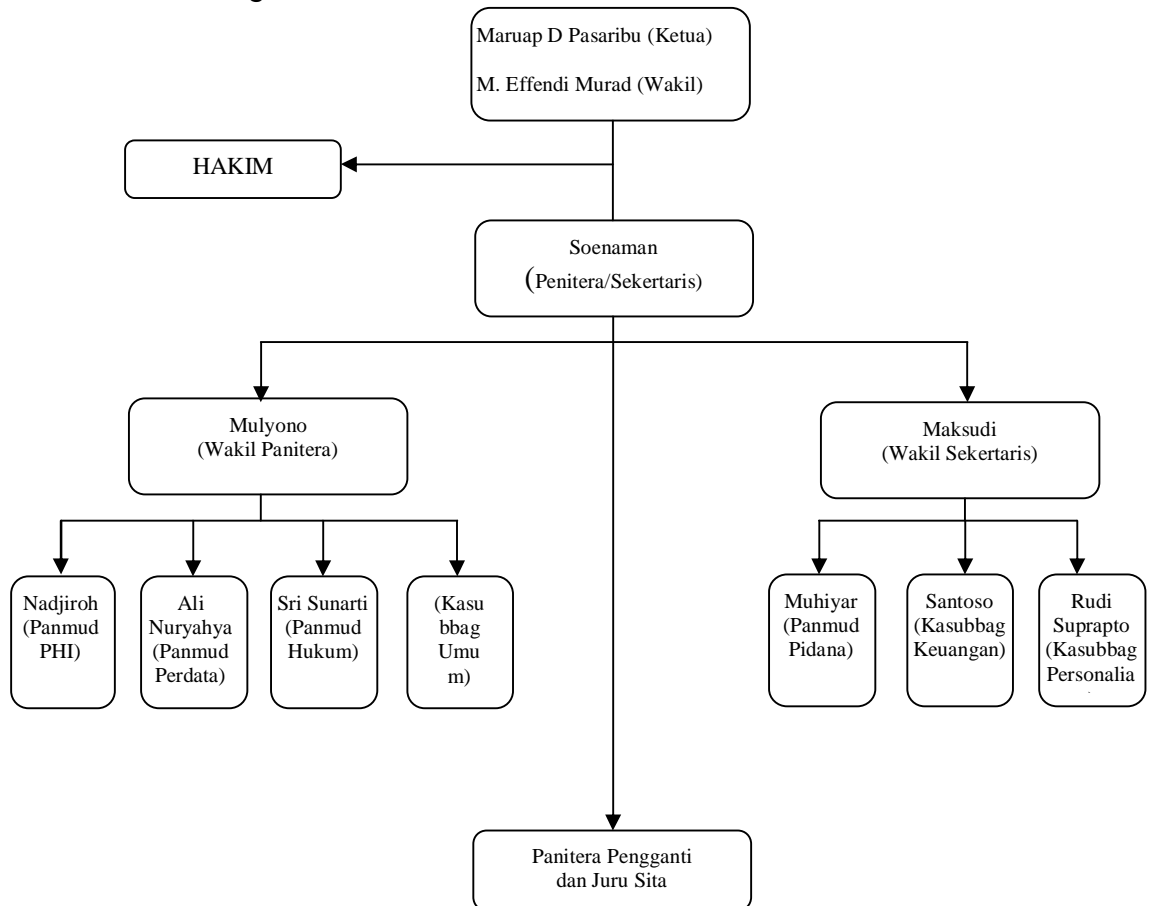 Maruap D Pasaribu (Ketua)
M. Effendi Murad (Wakil)
HAKIM
Soenaman
(Penitera/Sekertaris)
Mulyono
(Wakil Panitera)
Maksudi
(Wakil Sekertaris)
Nadjiroh
(Panmud
PHI)
Ali
Nuryahya
(Panmud
Perdata)
Sri Sunarti
(Panmud
Hukum)
(Kasu
bbag
Umu
m)
Muhiyar
(Panmud
Pidana)
Santoso
(Kasubbag
Keuangan)
Rudi
Suprapto
(Kasubbag
Personalia
Panitera Pengganti
dan Juru Sita